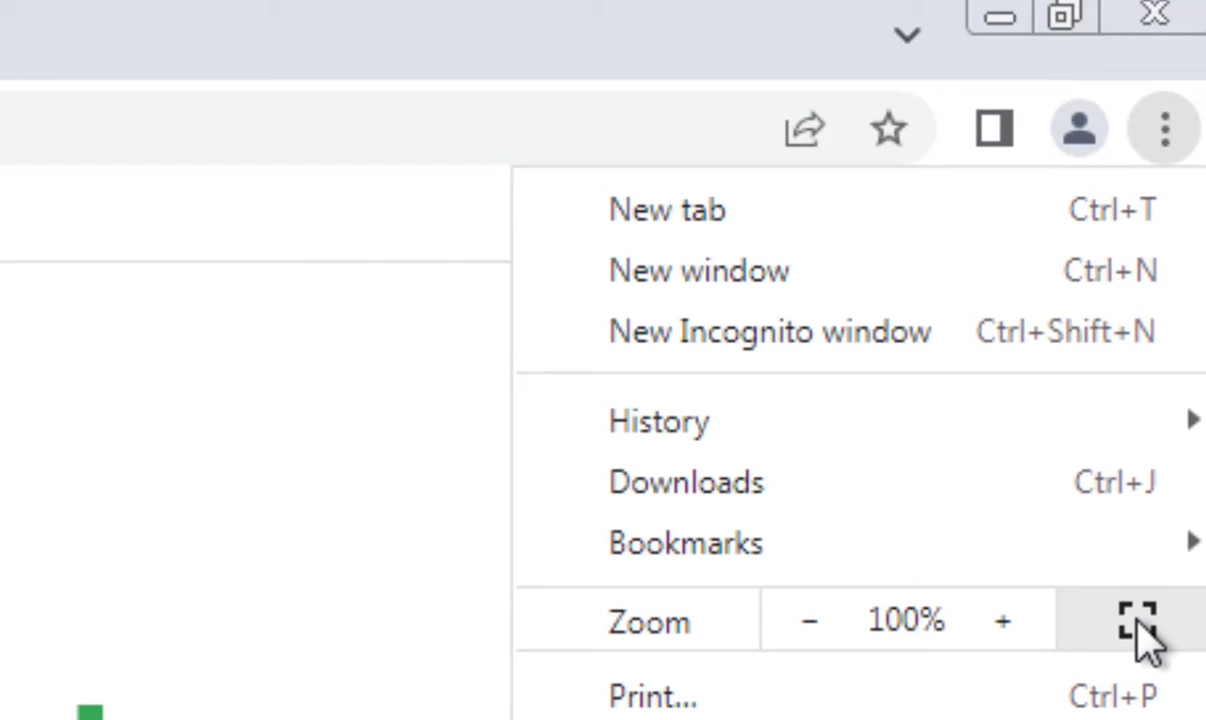 New tab Ctrl+T
New window Ctrl+N
New Incognito window Ctrl+Shift+N
History
Downloads Ctrl+J
Bookmarks
Zoom - 100% +
Print... Ctrl+P